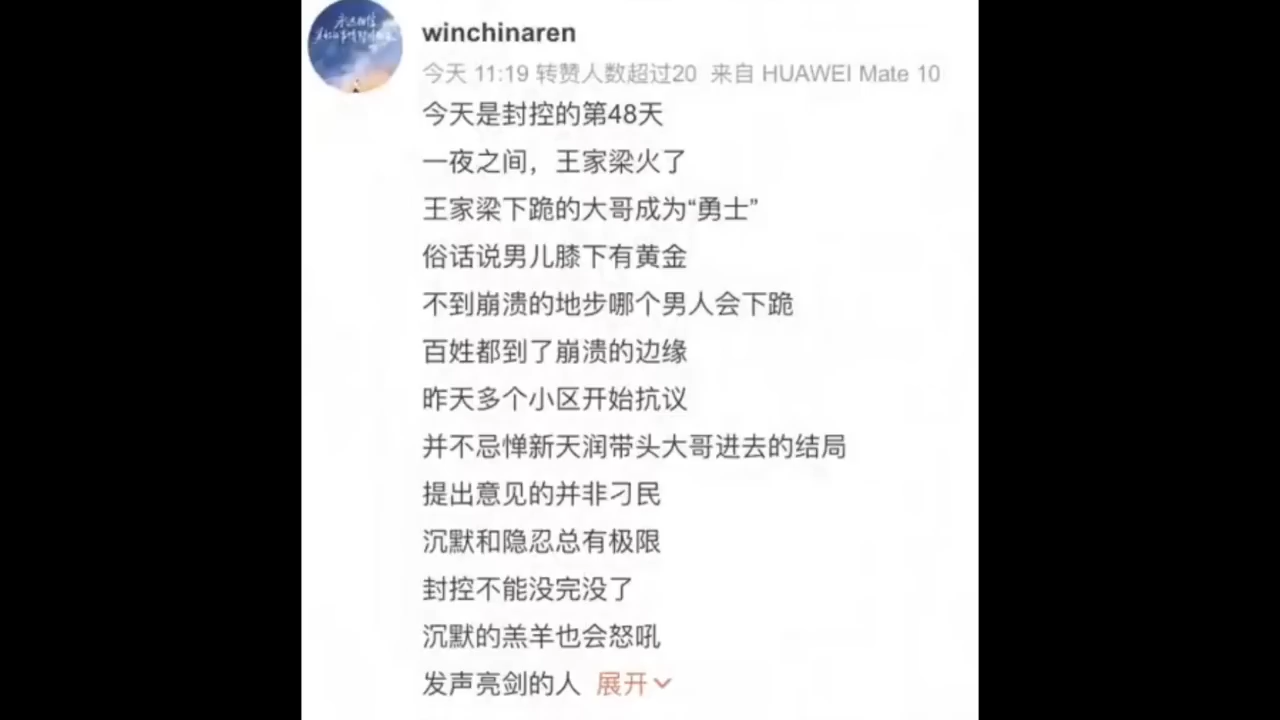 winchinaren
今天 11:19 转赞人数超过20 来自 HUAWEI Mate 10
今天是封控的第48天
一夜之间，王家梁火了
王家梁下跪的大哥成为“勇士”
俗话说男儿膝下有黄金
不到崩溃的地步哪个男人会下跪
百姓都到了崩溃的边缘
昨天多个小区开始抗议
并不忌惮新天润带头大哥进去的结局
提出意见的并非刁民
沉默和隐忍总有极限
封控不能没完没了
沉默的羔羊也会怒吼
发声亮剑的人 展开